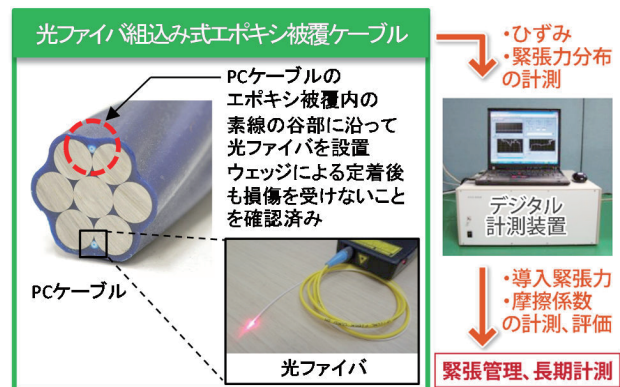 光ファイバ組込み式エポキシ被覆ケーブル
PCケーブルの
エポキシ被覆内の
素線の谷部に沿って
光ファイバを設置
ウェッジによる定着後
も損傷を受けないこと
を確認済み
PCケーブル
光ファイバ
・ひずみ
・緊張力分布
の計測
デジタル
計測装置
・導入緊張力
・摩擦係数
の計測、評価
緊張管理、長期計測